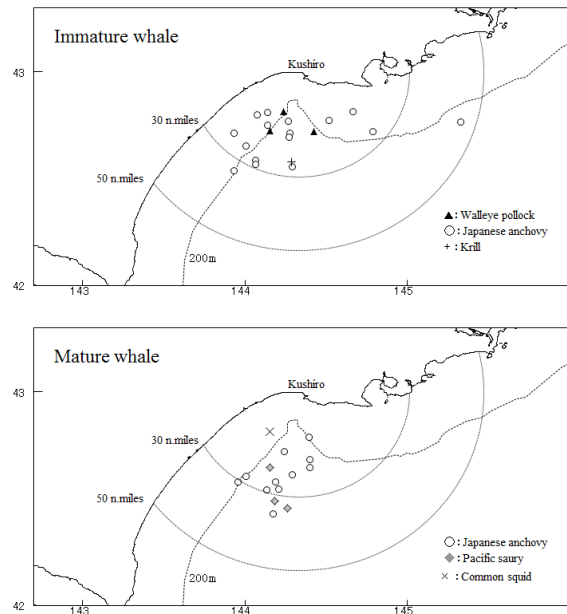 Immature whale
Kushiro
43
30 n.miles
50 n.miles
▲ : Walleye pollock
○ : Japanese anchovy
+ : Krill
200m
42
143
144
145
Mature whale
Kushiro
43
30 n.miles
50 n.miles
○ : Japanese anchovy
◆ : Pacific saury
× : Common squid
200m
42
143
144
145